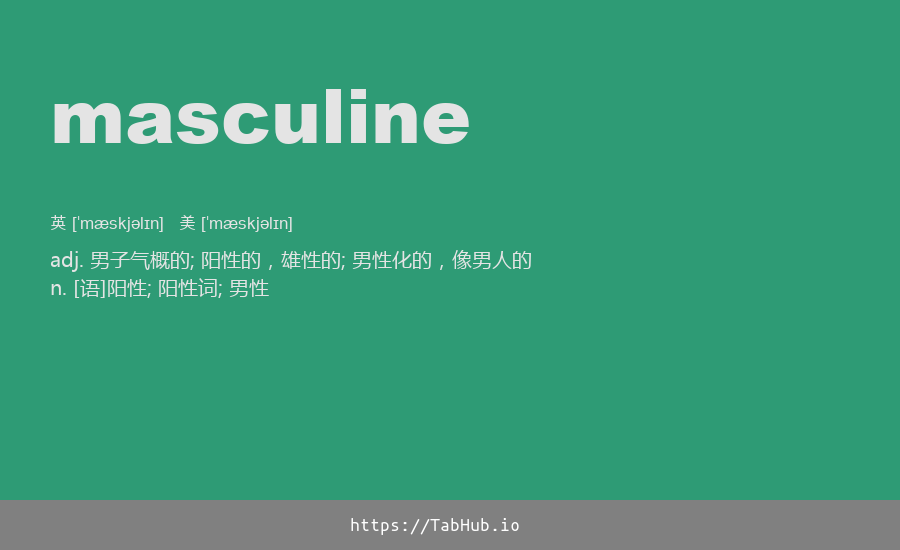 masculine
英 [ˈmæskjəlɪn] 美 [ˈmæskjəlɪn]
adj. 男子气概的; 阳性的，雄性的; 男性化的，像男人的
n. [语]阳性; 阳性词; 男性
https://TabHub.io